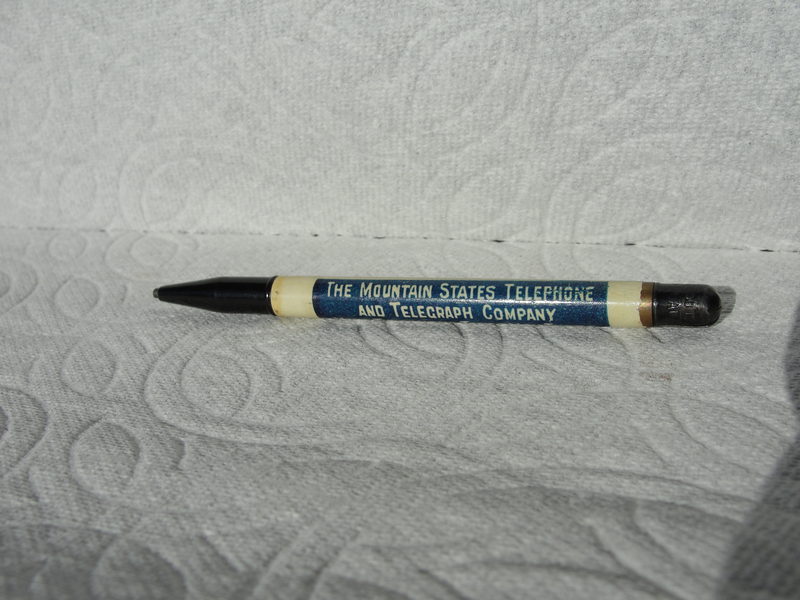 The Mountain States Telephone
and Telegraph Company